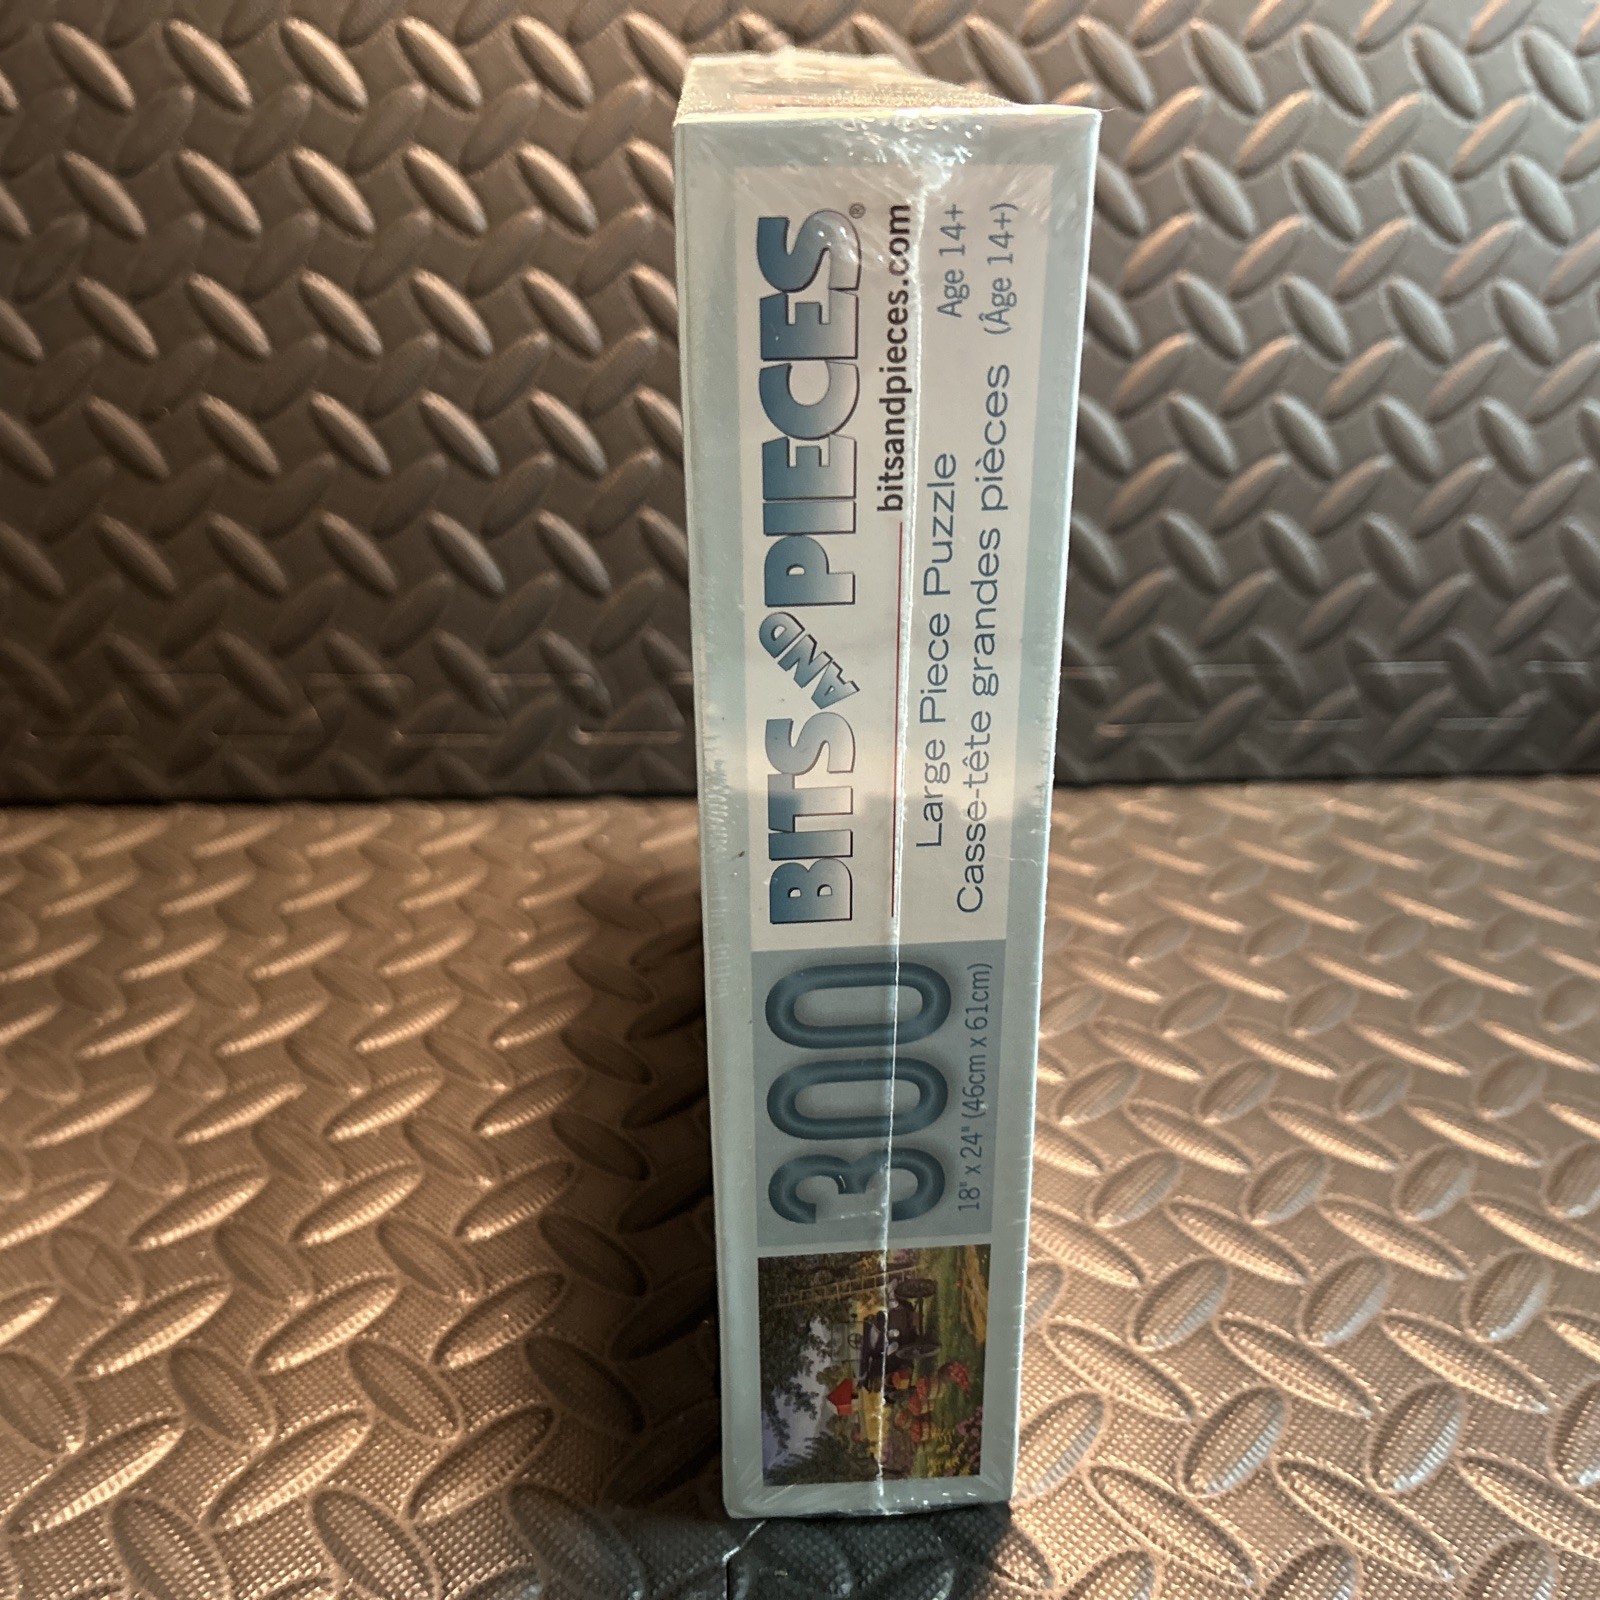 300
18" x 24" (46cm x 61cm)
BITS AND PIECES®
bitsandpieces.com
Large Piece Puzzle Age 14+
Casse-tête grandes pièces (Âge 14+)